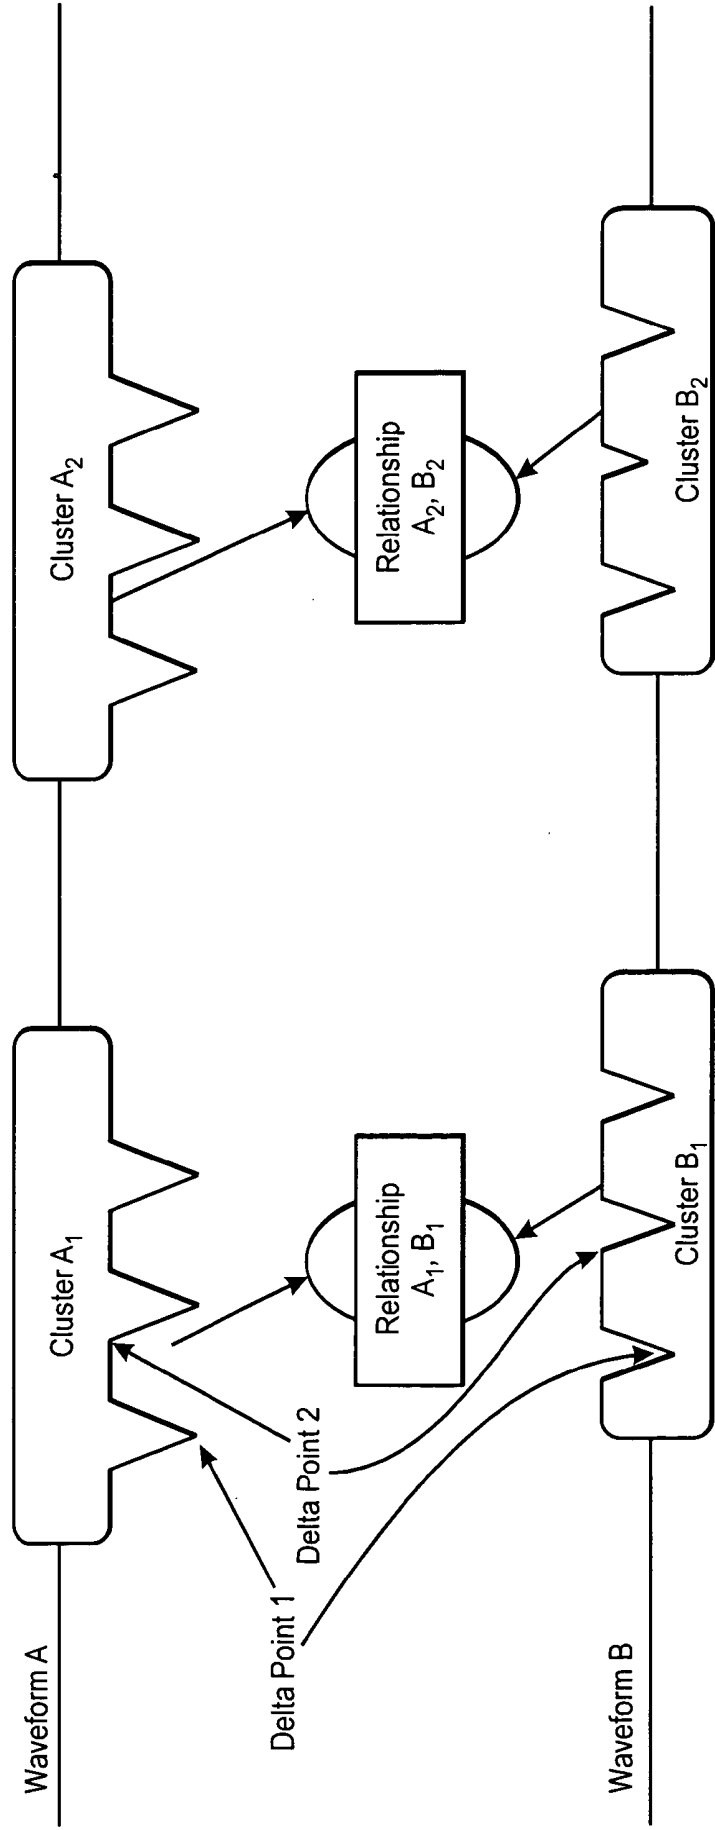 Waveform A
Cluster A₁
Cluster A₂
Delta Point 1
Delta Point 2
Relationship
A₁, B₁
Relationship
A₂, B₂
Waveform B
Cluster B₁
Cluster B₂